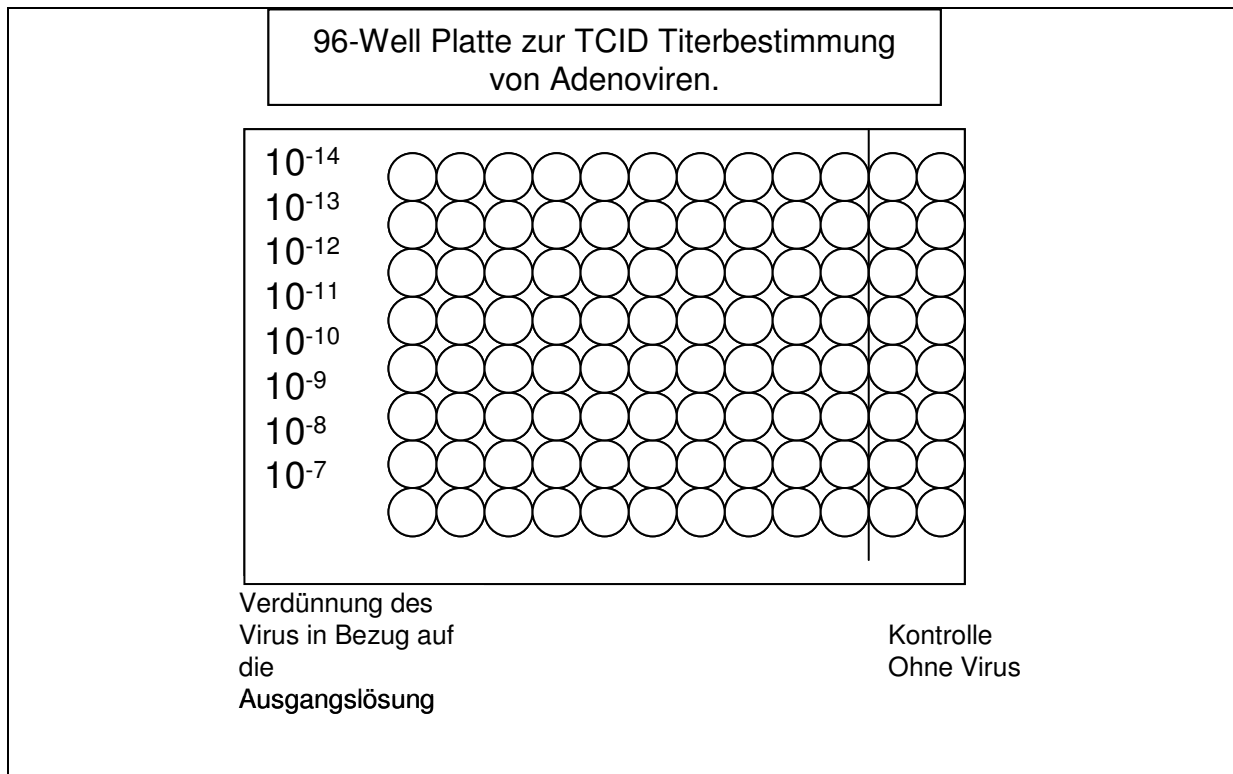 96-Well Platte zur TCID Titerbestimmung
von Adenoviren.
10⁻¹⁴
10⁻¹³
10⁻¹²
10⁻¹¹
10⁻¹⁰
10⁻⁹
10⁻⁸
10⁻⁷
Verdünnung des
Virus in Bezug auf
die
Ausgangslösung
Kontrolle
Ohne Virus